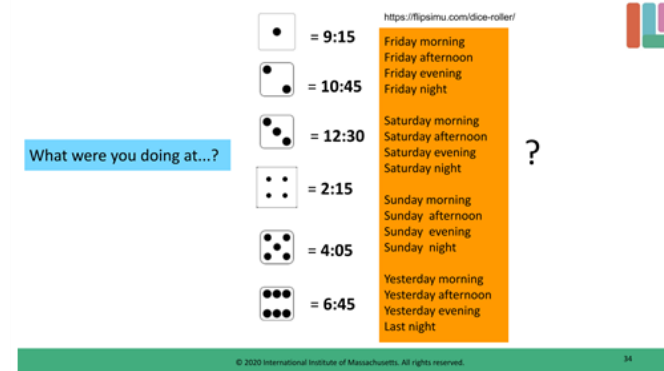 https://flipsimu.com/dice-roller/
What were you doing at...?
= 9:15
= 10:45
= 12:30
= 2:15
= 4:05
= 6:45
Friday morning
Friday afternoon
Friday evening
Friday night
Saturday morning
Saturday afternoon
Saturday evening
Saturday night
Sunday morning
Sunday afternoon
Sunday evening
Sunday night
Yesterday morning
Yesterday afternoon
Yesterday evening
Last night
?
© 2020 International Institute of Massachusetts. All rights reserved.
34